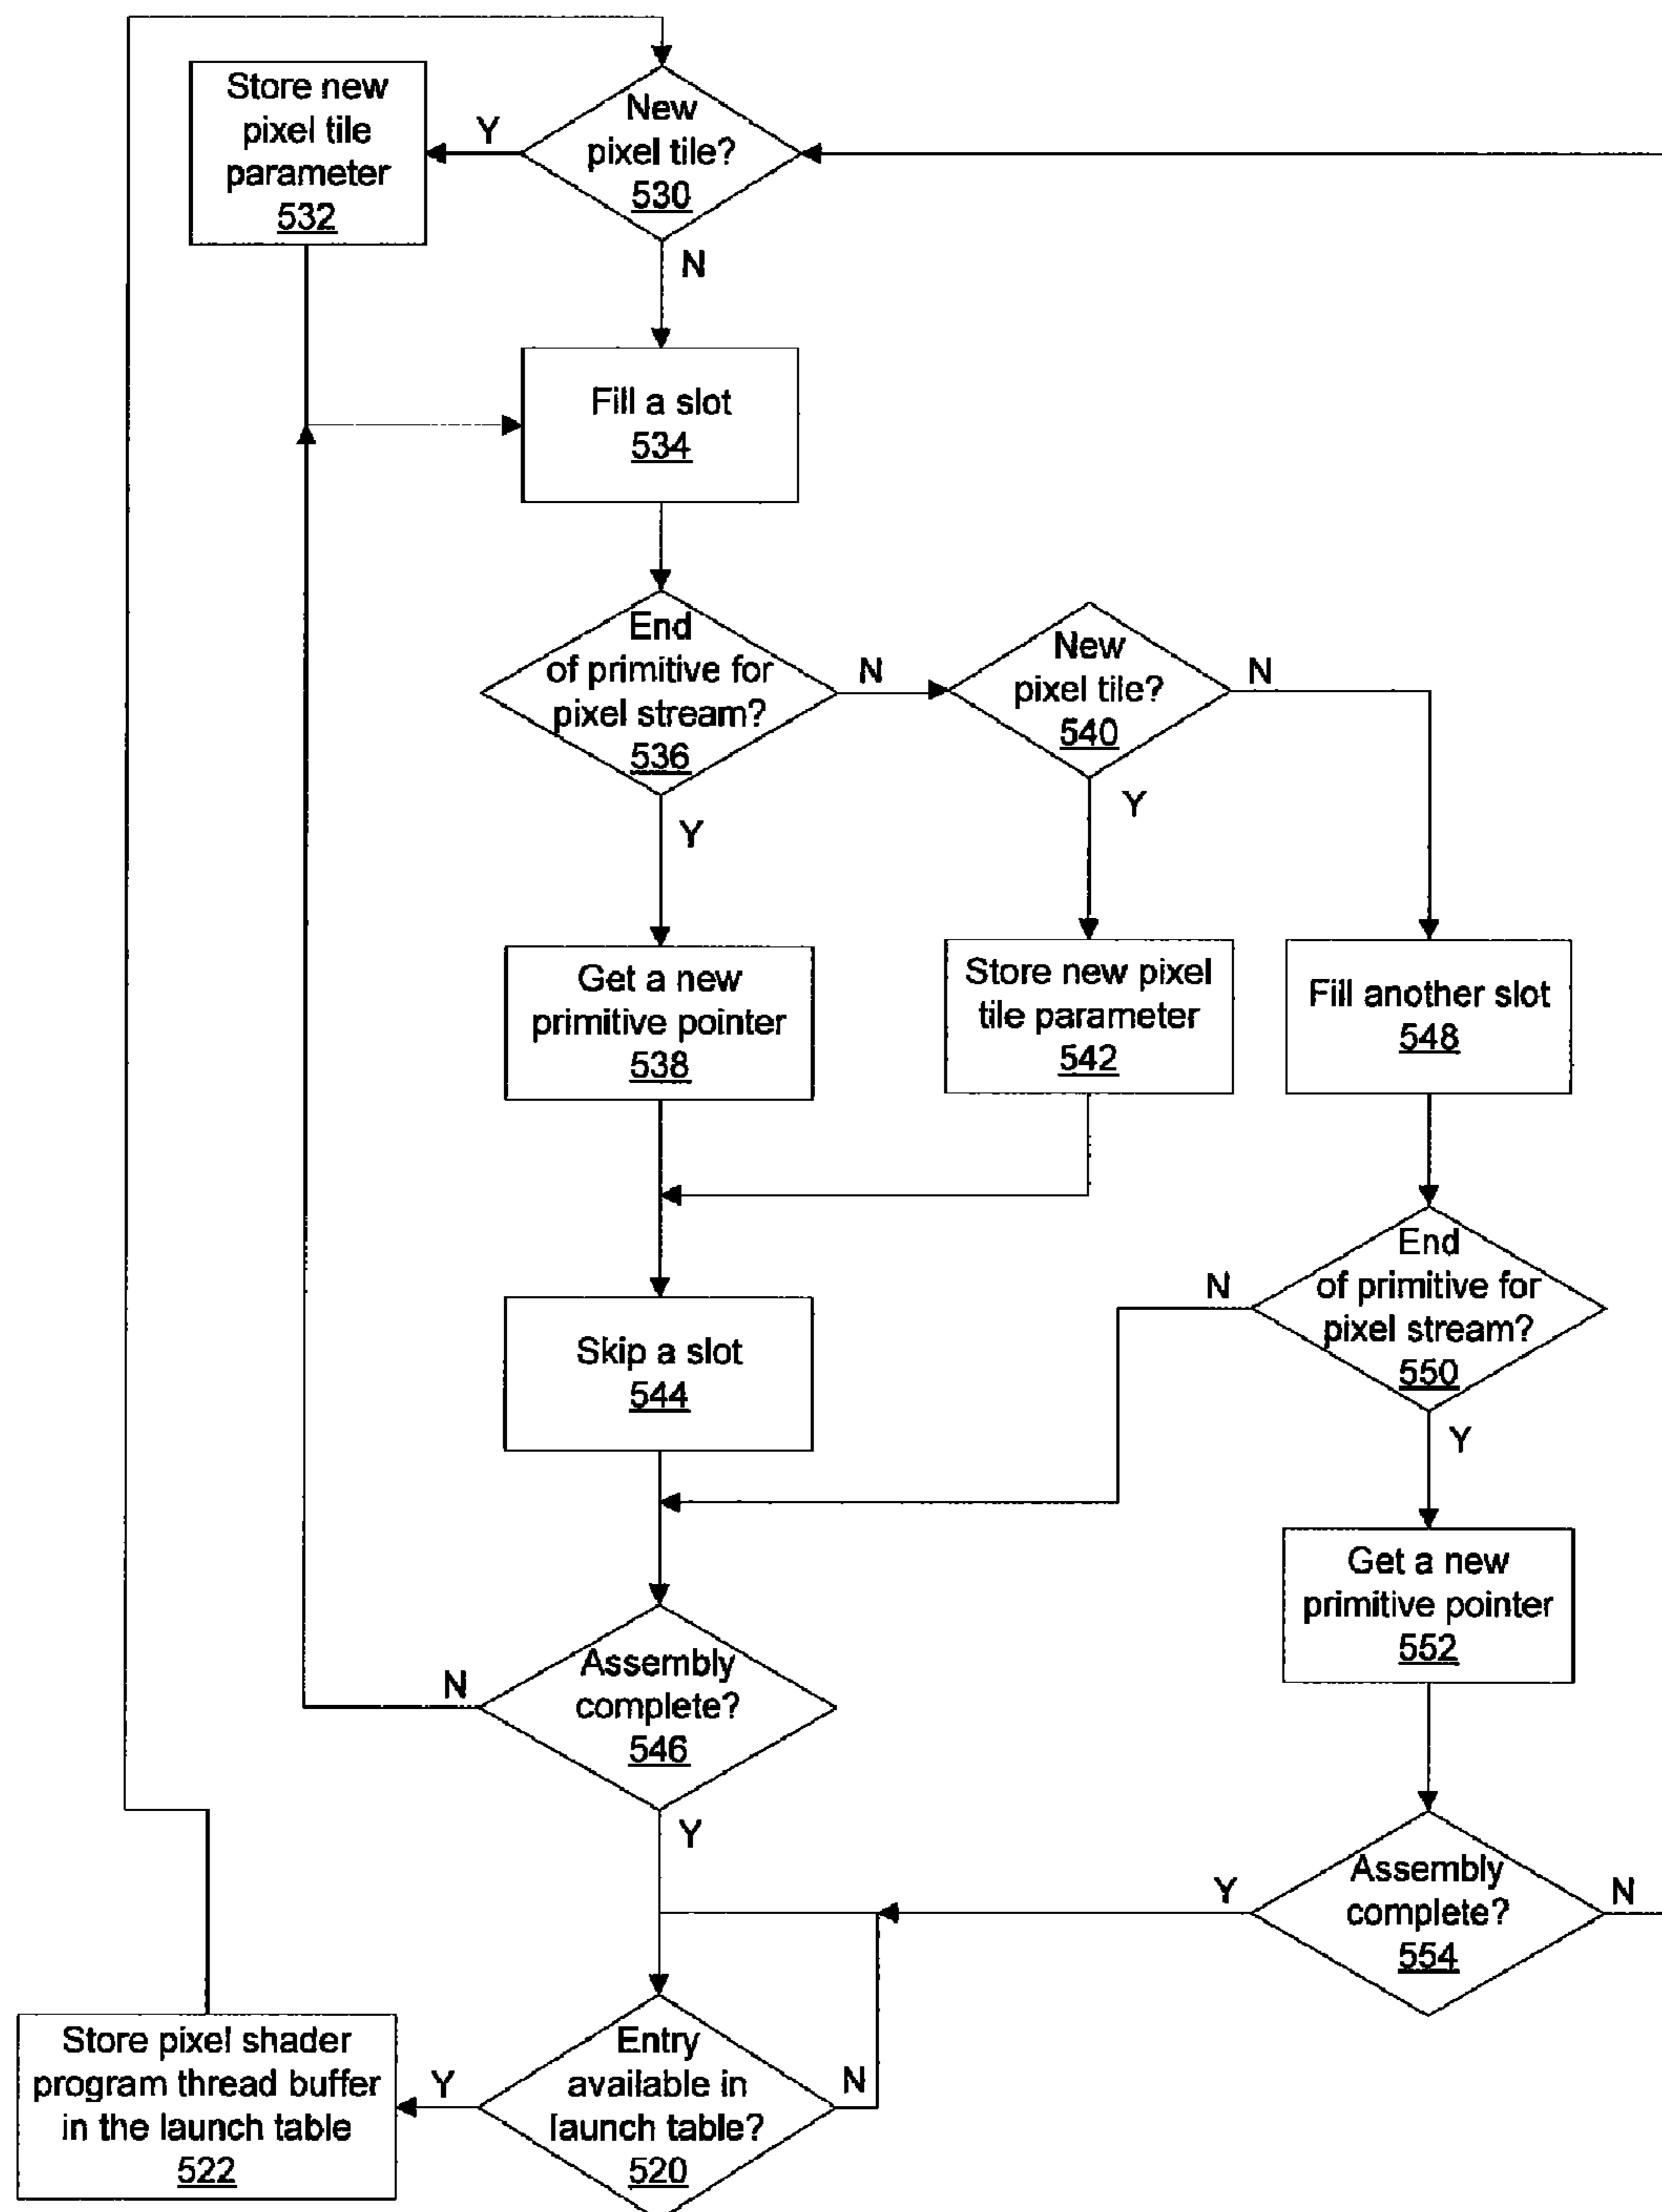 Store new
pixel tile
parameter
532
Y
New
pixel tile?
530
N
Fill a slot
534
End
of primitive for
pixel stream?
536
N
Y
New
pixel tile?
540
N
Y
Get a new
primitive pointer
538
Store new pixel
tile parameter
542
Fill another slot
548
Skip a slot
544
N
End
of primitive for
pixel stream?
550
Y
Get a new
primitive pointer
552
N
Assembly
complete?
546
Y
Y
Assembly
complete?
554
N
Store pixel shader
program thread buffer
in the launch table
522
Y
Entry
available in
launch table?
520
N